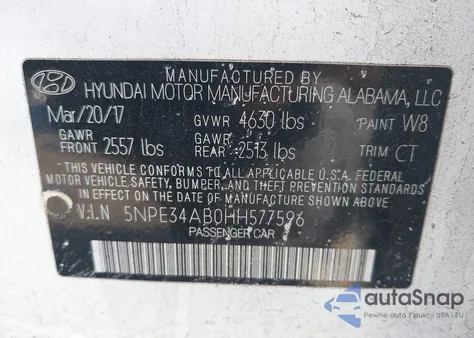 MANUFACTURED BY
HYUNDAI MOTOR MANUFACTURING ALABAMA, LLC
Mar/20/17 GVWR 4630 lbs PAINT W8
GAWR FRONT 2557 lbs GAWR REAR 2513 lbs TRIM CT
THIS VEHICLE CONFORMS TO ALL APPLICABLE U.S.A. FEDERAL
MOTOR VEHICLE SAFETY, BUMPER, AND THEFT PREVENTION STANDARDS
IN EFFECT ON THE DATE OF MANUFACTURE SHOWN ABOVE.
V.I.N 5NPE34AB0HH577596
PASSENGER CAR
autoSnap
Pewne auta z aukcji USA i EU